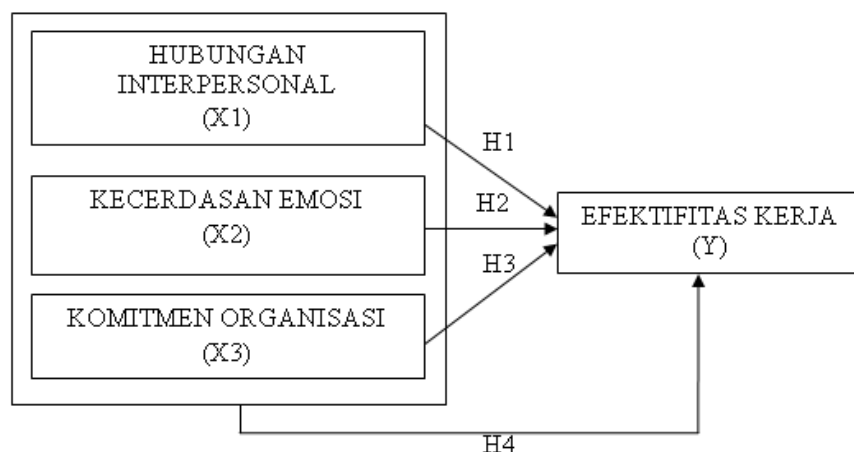 HUBUNGAN
INTERPERSONAL
(X1)
H1
KECERDASAN EMOSI
(X2)
H2
EFEKTIFITAS KERJA
(Y)
H3
KOMITMEN ORGANISASI
(X3)
H4